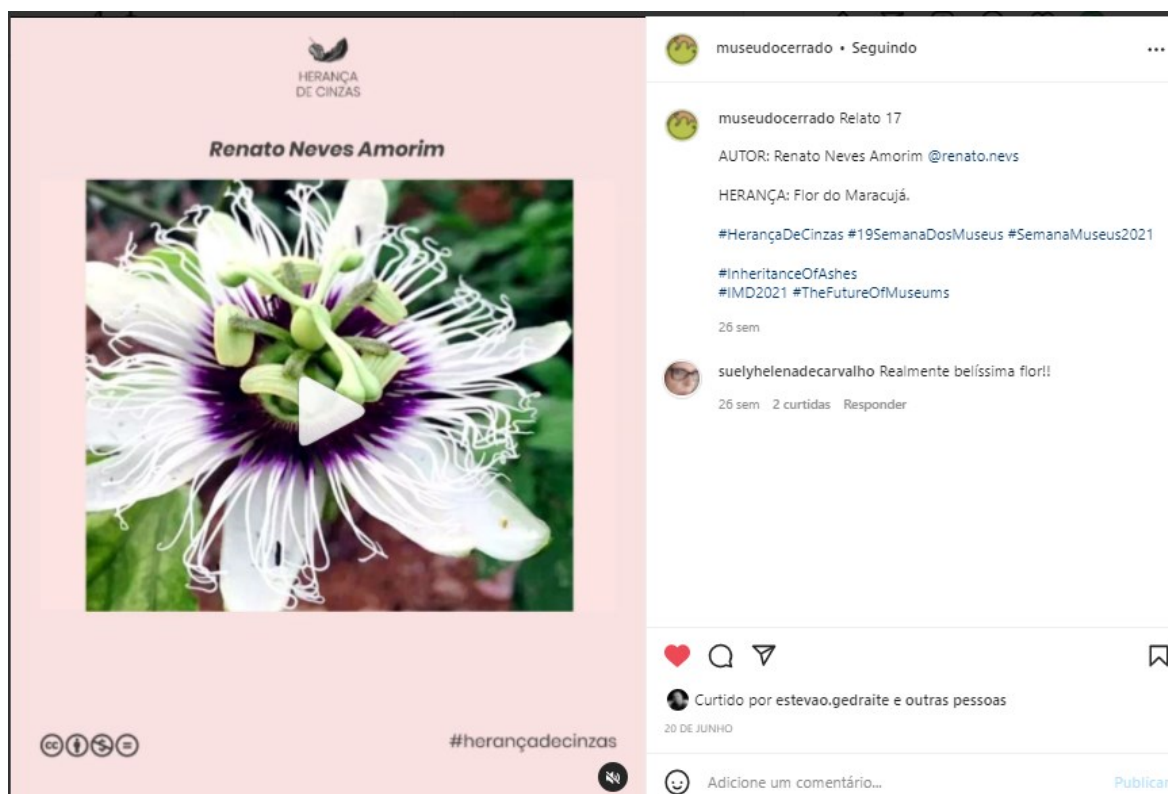 HERANÇA
DE CINZAS
Renato Neves Amorim
#herançadecinzas
museudocerrado • Seguindo
museudocerrado Relato 17
AUTOR: Renato Neves Amorim @renato.nevs
HERANÇA: Flor do Maracujá.
#HerançaDeCinzas #19SemanaDosMuseus #SemanaMuseus2021
#InheritanceOfAshes
#IMD2021 #TheFutureOfMuseums
26 sem
suelyhelenadecarvalho Realmente belíssima flor!!
26 sem 2 curtidas Responder
Curtido por estevao.gedraite e outras pessoas
20 DE JUNHO
Adicione um comentário...
Publicar